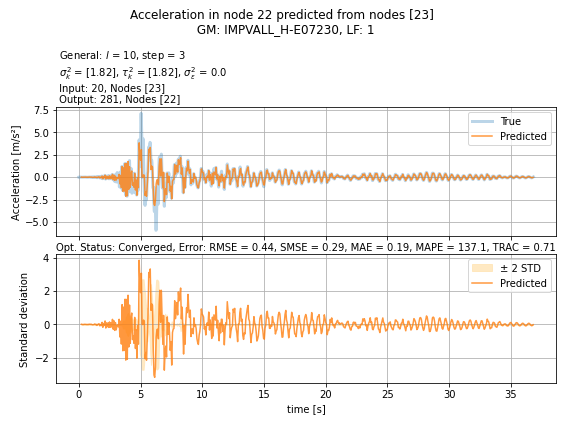 Acceleration in node 22 predicted from nodes [23]
GM: IMPVALL_H-E07230, LF: 1
General: l = 10, step = 3
σ²ₖ = [1.82], τ²ₖ = [1.82], σ²ε = 0.0
Input: 20, Nodes [23]
Output: 281, Nodes [22]
Acceleration [m/s²]
7.5
5.0
2.5
0.0
−2.5
−5.0
True
Predicted
Opt. Status: Converged, Error: RMSE = 0.44, SMSE = 0.29, MAE = 0.19, MAPE = 137.1, TRAC = 0.71
Standard deviation
4
2
0
−2
± 2 STD
Predicted
0 5 10 15 20 25 30 35
time [s]